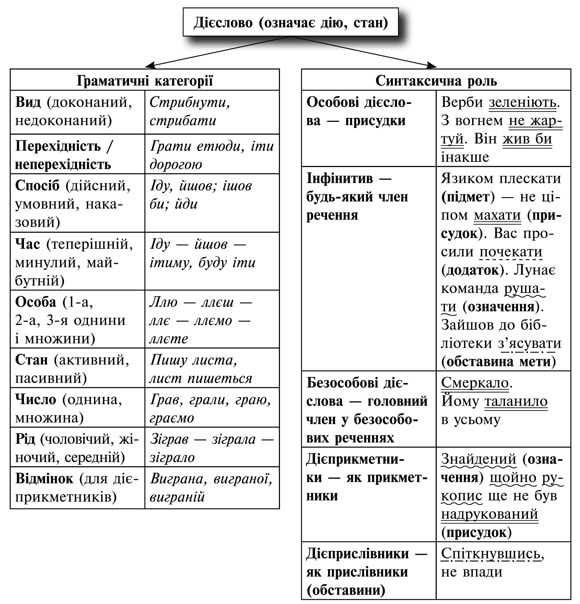 Дієслово (означає дію, стан)
Граматичні категорії
Вид (доконаний, недоконаний)
Стрибнути, стрибати
Перехідність / неперехідність
Грати етюди, іти дорогою
Спосіб (дійсний, умовний, наказовий)
Іду, йшов; ішов би; йди
Час (теперішній, минулий, майбутній)
Іду — йшов — ітиму, буду іти
Особа (1-а, 2-а, 3-я однини і множини)
Ллю — ллєш — ллє — ллємо — ллєте
Стан (активний, пасивний)
Пишу листа, лист пишеться
Число (однина, множина)
Грав, грали, граю, граємо
Рід (чоловічий, жіночий, середній)
Зіграв — зіграла — зіграло
Відмінок (для дієприкметників)
Виграна, виграної, виграній
Синтаксична роль
Особові дієслова — присудки
Верби зеленіють. З вогнем не жартуй. Він жив би інакше
Інфінітив — будь-який член речення
Язиком плескати (підмет) — не ціпом махати (присудок). Вас просили почекати (додаток). Лунає команда рушати (означення). Зайшов до бібліотеки з’ясувати (обставина мети)
Безособові дієслова — головний член у безособових реченнях
Смеркало. Йому таланило в усьому
Дієприкметники — як прикметники
Знайдений (означення) щойно рукопис ще не був надрукований (присудок)
Дієприслівники — як прислівники (обставини)
Спіткнувшись, не впади